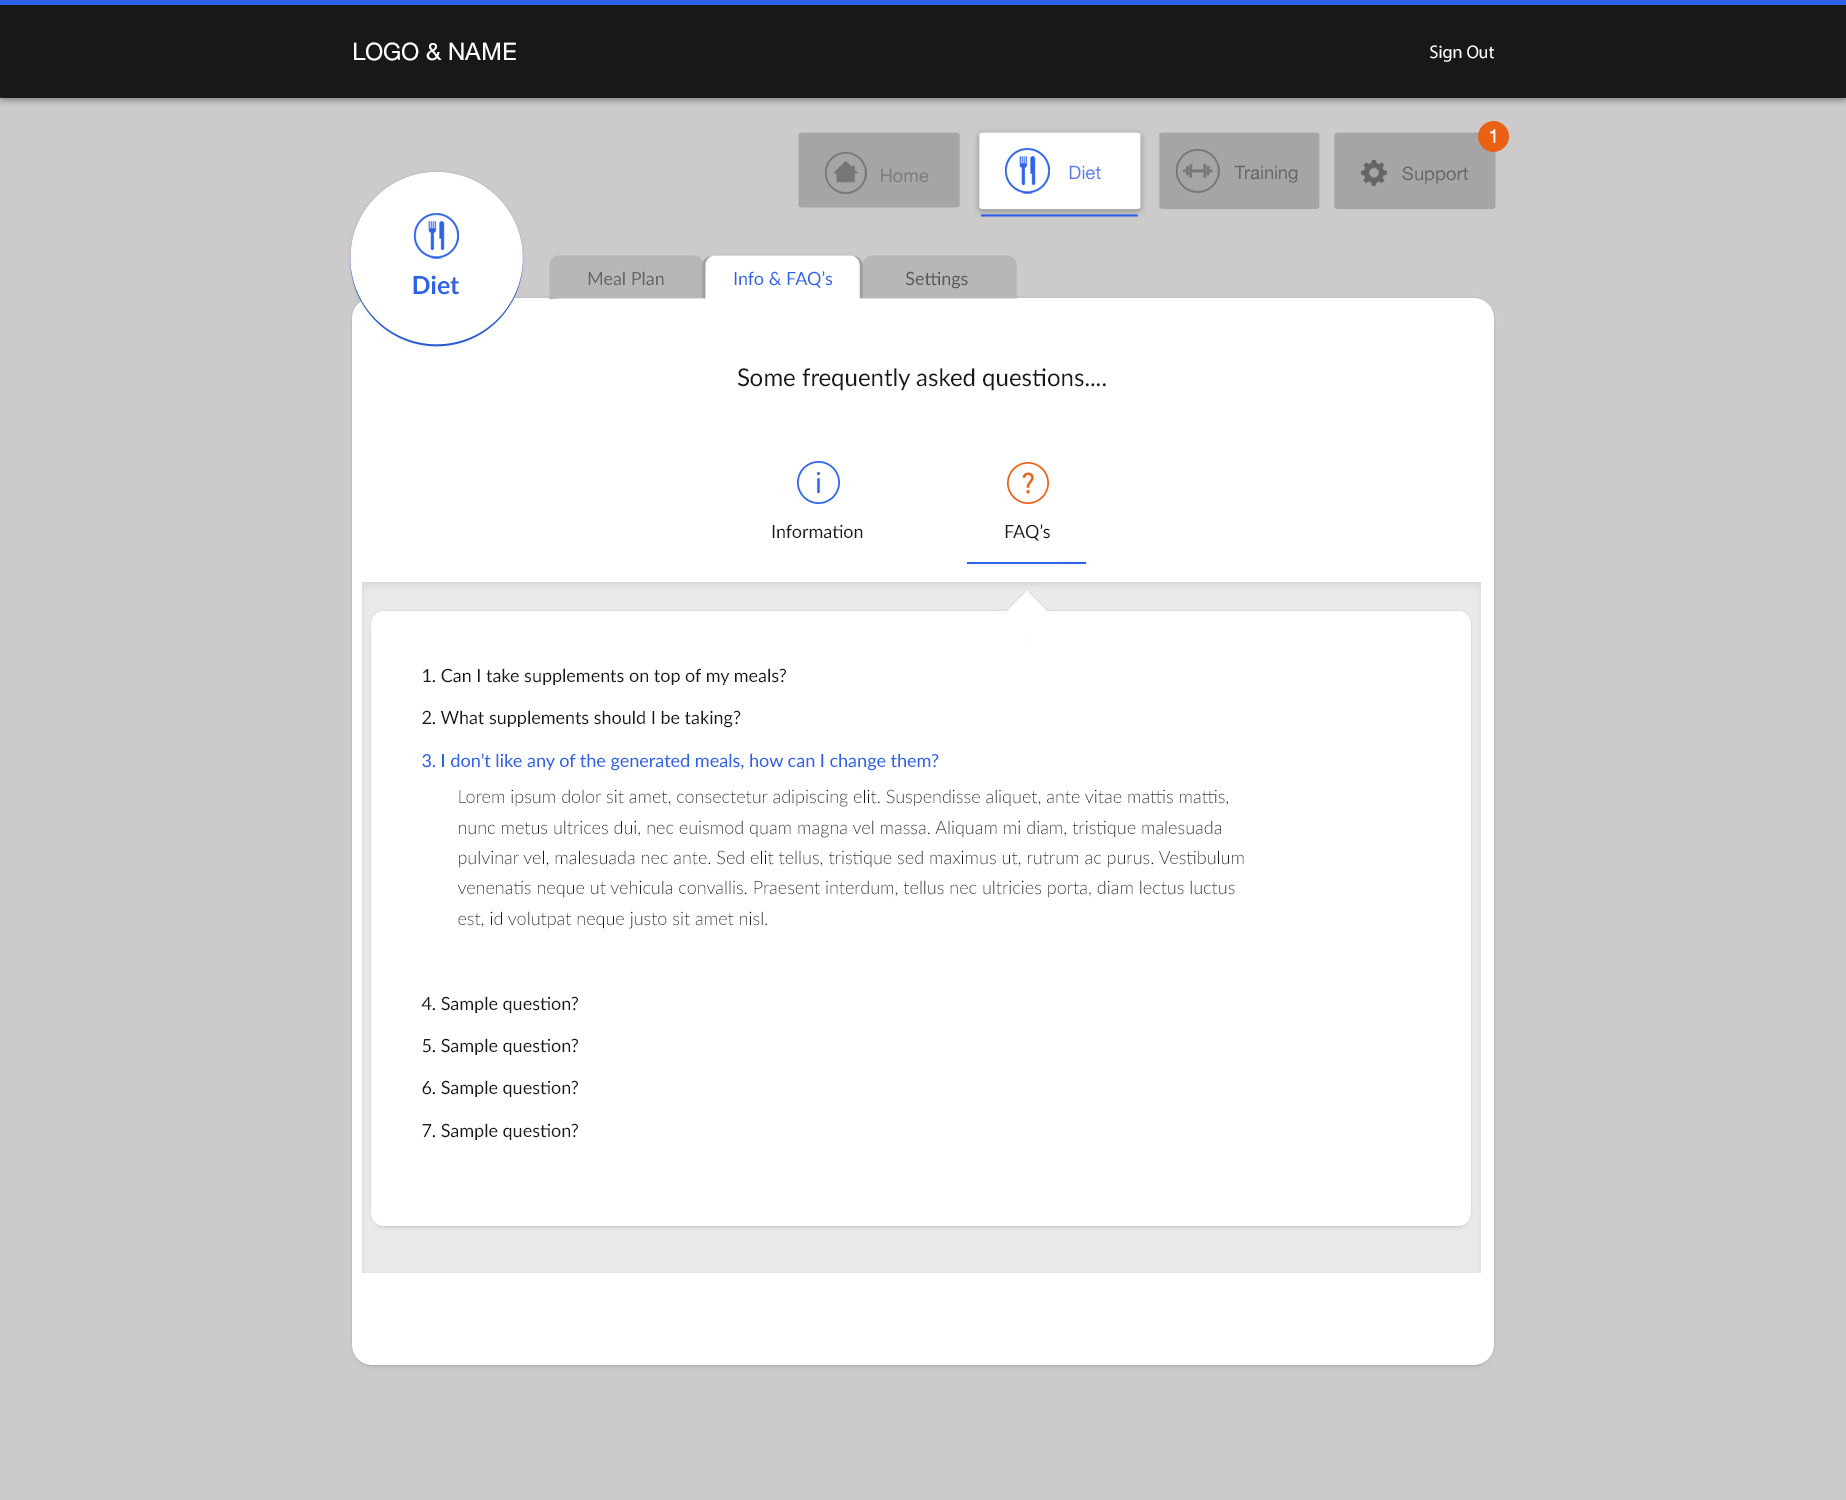 LOGO & NAME
Sign Out
1
Home
Diet
Training
Support
Diet
Meal Plan
Info & FAQ’s
Settings
Some frequently asked questions....
i
?
Information
FAQ’s
1. Can I take supplements on top of my meals?
2. What supplements should I be taking?
3. I don’t like any of the generated meals, how can I change them?
Lorem ipsum dolor sit amet, consectetur adipiscing elit. Suspendisse aliquet, ante vitae mattis mattis,
nunc metus ultrices dui, nec euismod quam magna vel massa. Aliquam mi diam, tristique malesuada
pulvinar vel, malesuada nec ante. Sed elit tellus, tristique sed maximus ut, rutrum ac purus. Vestibulum
venenatis neque ut vehicula convallis. Praesent interdum, tellus nec ultricies porta, diam lectus luctus
est, id volutpat neque justo sit amet nisl.
4. Sample question?
5. Sample question?
6. Sample question?
7. Sample question?